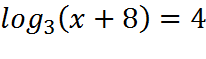 log₃(x + 8) = 4